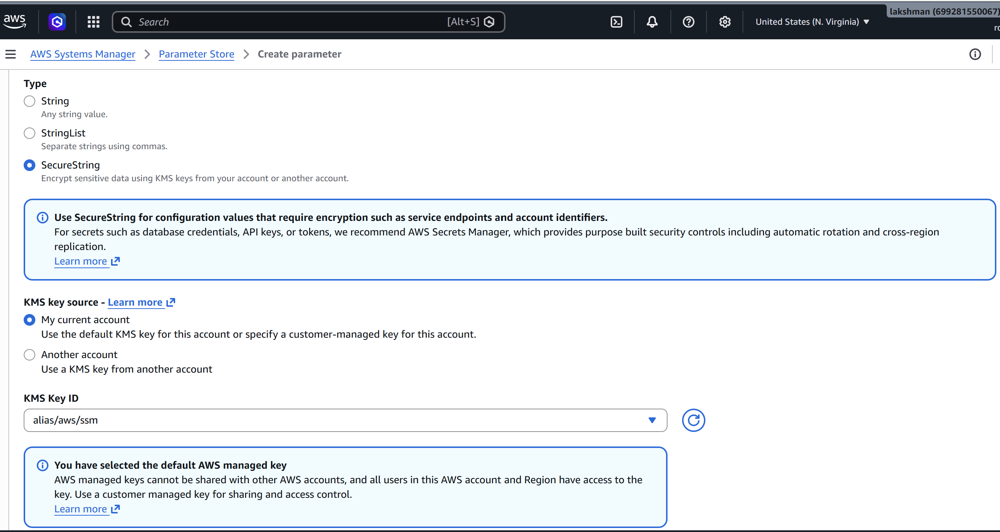 lakshman (699281550067)
aws
Search [Alt+S]
United States (N. Virginia)
AWS Systems Manager > Parameter Store > Create parameter
Type
String
Any string value.
StringList
Separate strings using commas.
SecureString
Encrypt sensitive data using KMS keys from your account or another account.
Use SecureString for configuration values that require encryption such as service endpoints and account identifiers.
For secrets such as database credentials, API keys, or tokens, we recommend AWS Secrets Manager, which provides purpose built security controls including automatic rotation and cross-region
replication.
Learn more
KMS key source - Learn more
My current account
Use the default KMS key for this account or specify a customer-managed key for this account.
Another account
Use a KMS key from another account
KMS Key ID
alias/aws/ssm
You have selected the default AWS managed key
AWS managed keys cannot be shared with other AWS accounts, and all users in this AWS account and Region have access to the
key. Use a customer managed key for sharing and access control.
Learn more